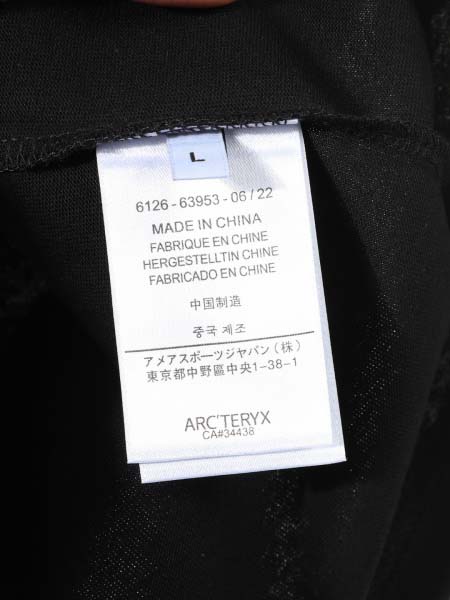 L
6126-63953-06/22
MADE IN CHINA
FABRIQUE EN CHINE
HERGESTELLTIN CHINE
FABRICADO EN CHINE
中国制造
중국 제조
アメアスポーツジャパン(株)
東京都中野區中央1-38-1
ARC'TERYX
CA#34438